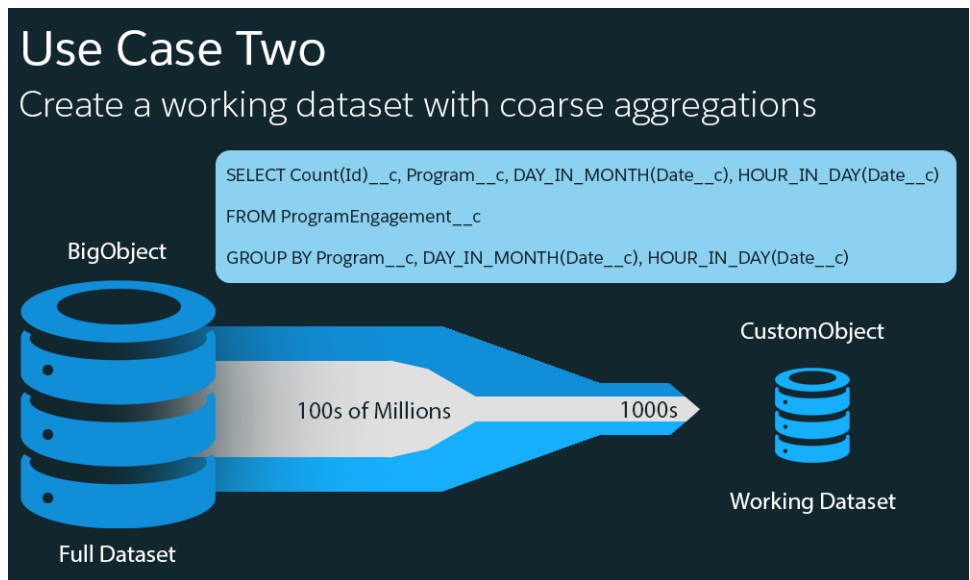 Use Case Two
Create a working dataset with coarse aggregations
SELECT Count(Id)__c, Program__c, DAY_IN_MONTH(Date__c), HOUR_IN_DAY(Date__c)
FROM ProgramEngagement__c
GROUP BY Program__c, DAY_IN_MONTH(Date__c), HOUR_IN_DAY(Date__c)
BigObject
CustomObject
100s of Millions
1000s
Working Dataset
Full Dataset